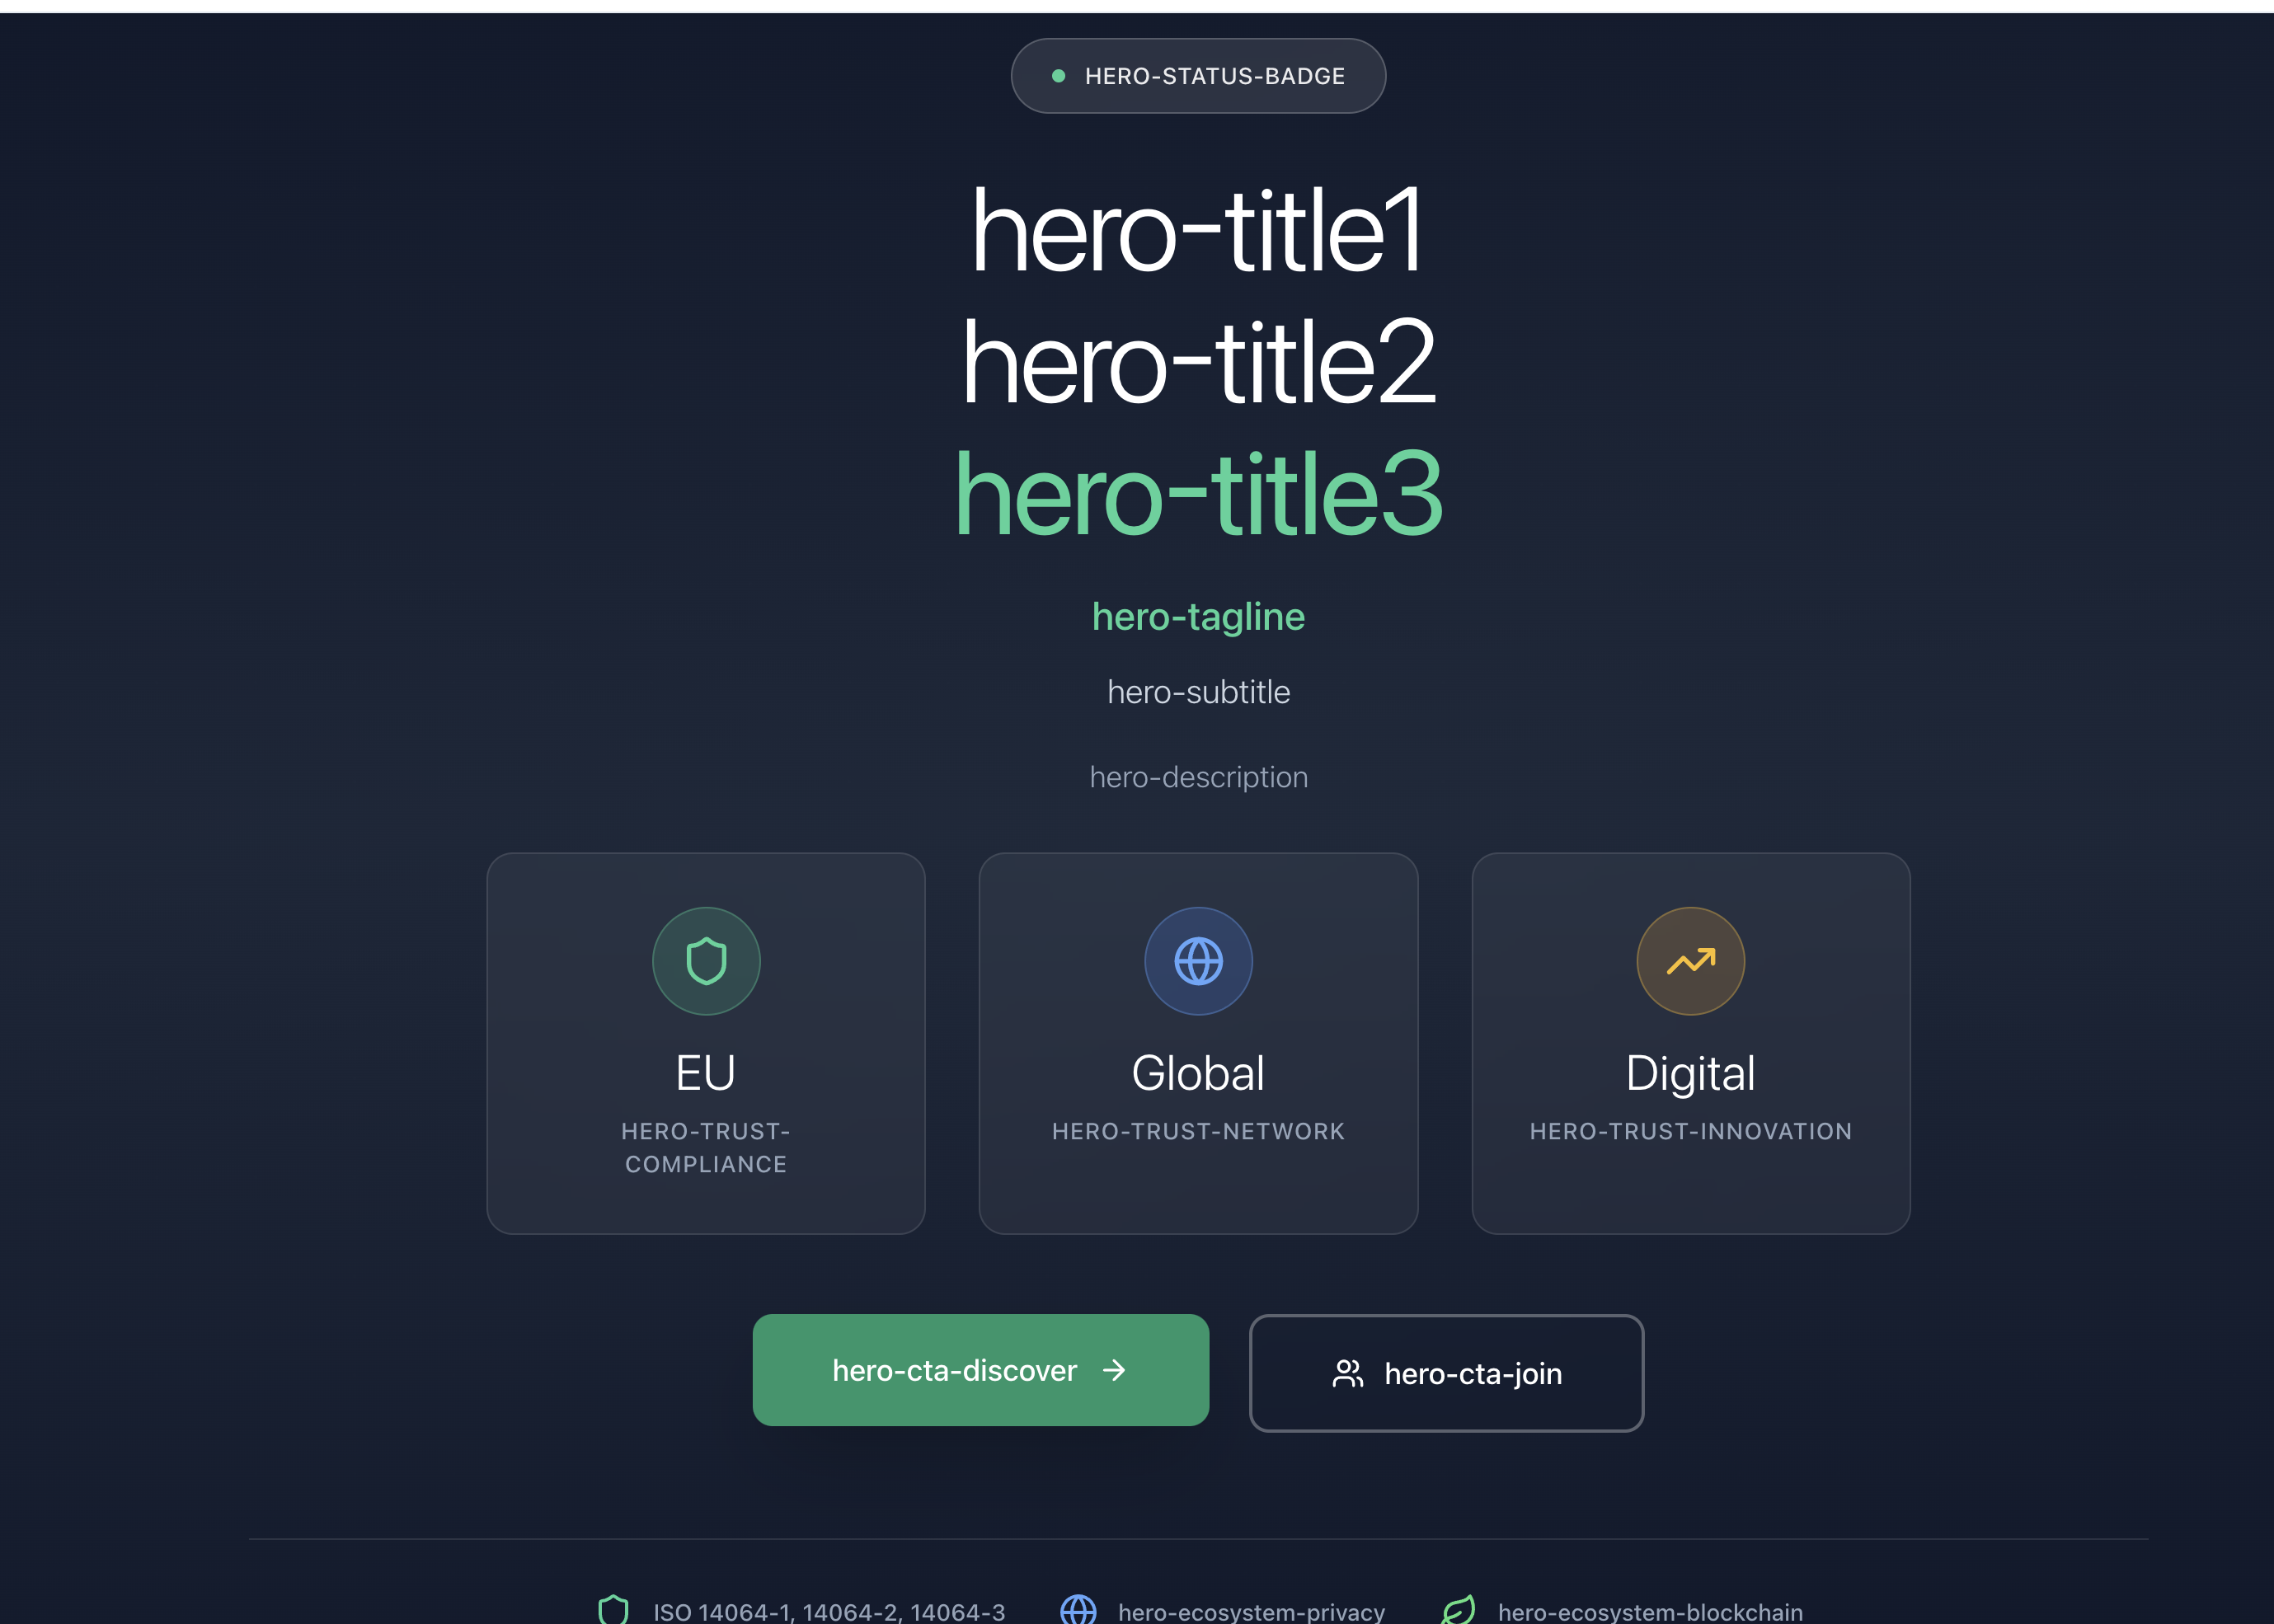 HERO-STATUS-BADGE
hero-title1
hero-title2
hero-title3
hero-tagline
hero-subtitle
hero-description
EU
HERO-TRUST-
COMPLIANCE
Global
HERO-TRUST-NETWORK
Digital
HERO-TRUST-INNOVATION
hero-cta-discover
hero-cta-join
ISO 14064-1, 14064-2, 14064-3
hero-ecosystem-privacy
hero-ecosystem-blockchain